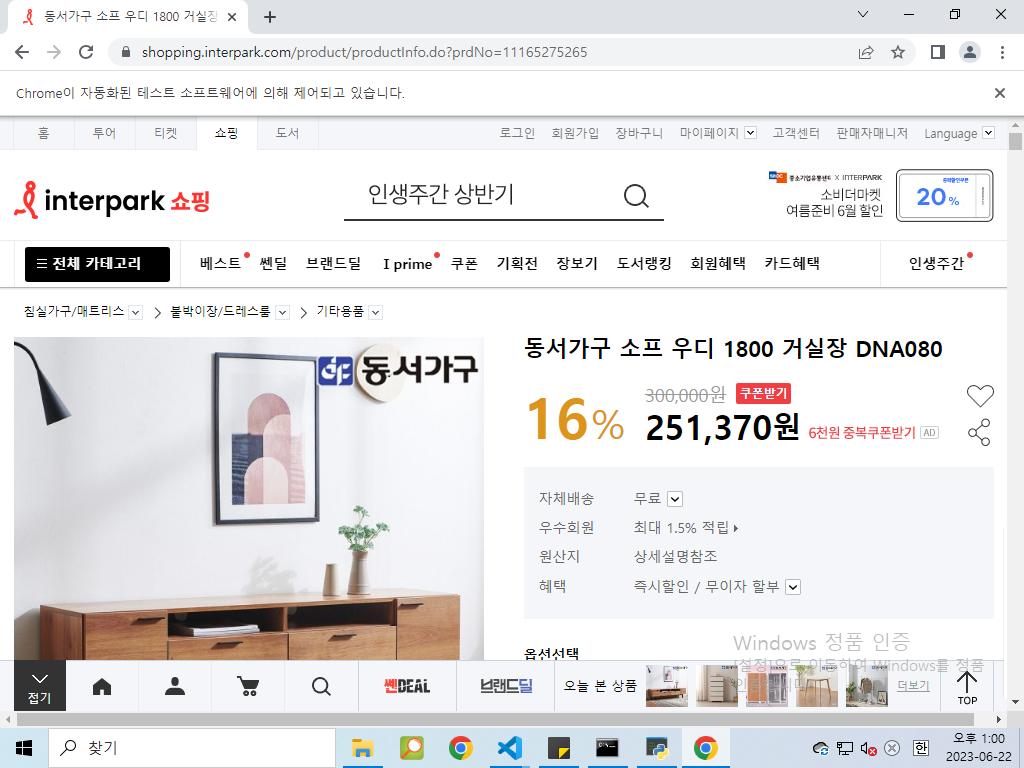 동서가구 소프 우디 1800 거실장
shopping.interpark.com/product/productInfo.do?prdNo=11165275265
Chrome이 자동화된 테스트 소프트웨어에 의해 제어되고 있습니다.
홈 투어 티켓 쇼핑 도서 로그인 회원가입 장바구니 마이페이지 고객센터 판매자매니저 Language
interpark 쇼핑
인생주간 상반기
중소기업유통센터 X INTERPARK
소비더마켓
여름준비 6월 할인
20%
전체 카테고리 베스트 쎈딜 브랜드딜 I prime 쿠폰 기획전 장보기 도서랭킹 회원혜택 카드혜택 인생주간
침실가구/매트리스 붙박이장/드레스룸 기타용품
동서가구
동서가구 소프 우디 1800 거실장 DNA080
16%
300,000원 쿠폰받기
251,370원 6천원 중복쿠폰받기 AD
자체배송 무료
우수회원 최대 1.5% 적립
원산지 상세설명참조
혜택 즉시할인 / 무이자 할부
옵션선택
Windows 정품 인증
[설정]으로 이동하여 Windows를 정품
접기
쎈DEAL
브랜드딜
오늘 본 상품
더보기
TOP
찾기
한
오후 1:00
2023-06-22